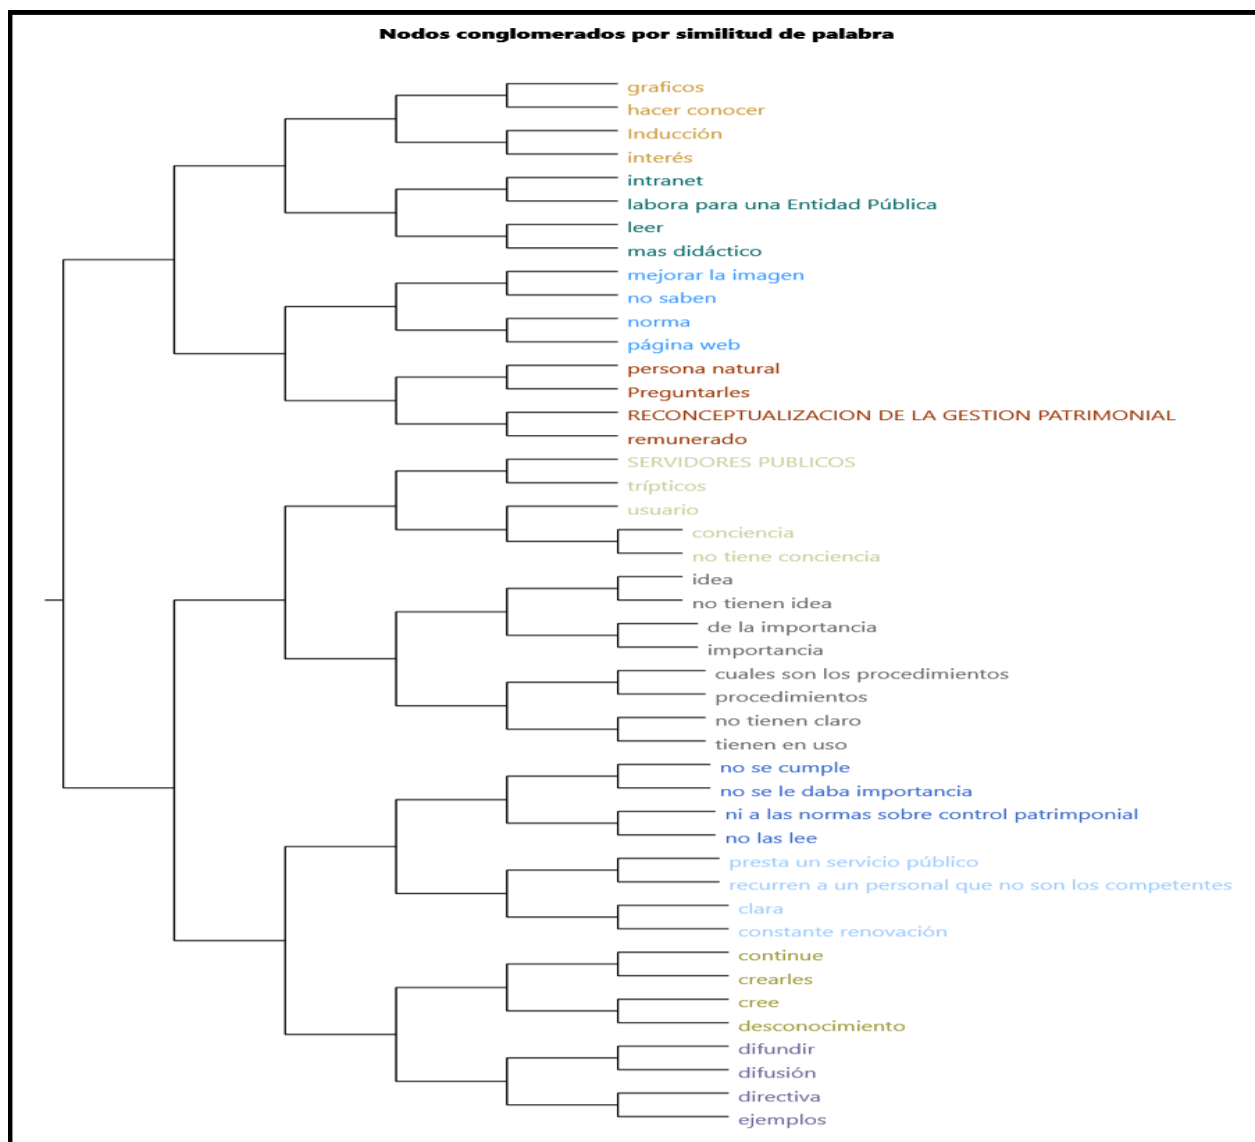 Nodos conglomerados por similitud de palabra
graficos
hacer conocer
Inducción
interés
intranet
labora para una Entidad Pública
leer
mas didáctico
mejorar la imagen
no saben
norma
página web
persona natural
Preguntarles
RECONCEPTUALIZACION DE LA GESTION PATRIMONIAL
remunerado
SERVIDORES PUBLICOS
trípticos
usuario
conciencia
no tiene conciencia
idea
no tienen idea
de la importancia
importancia
cuales son los procedimientos
procedimientos
no tienen claro
tienen en uso
no se cumple
no se le daba importancia
ni a las normas sobre control patrimponial
no las lee
presta un servicio público
recurren a un personal que no son los competentes
clara
constante renovación
continue
crearles
cree
desconocimiento
difundir
difusión
directiva
ejemplos